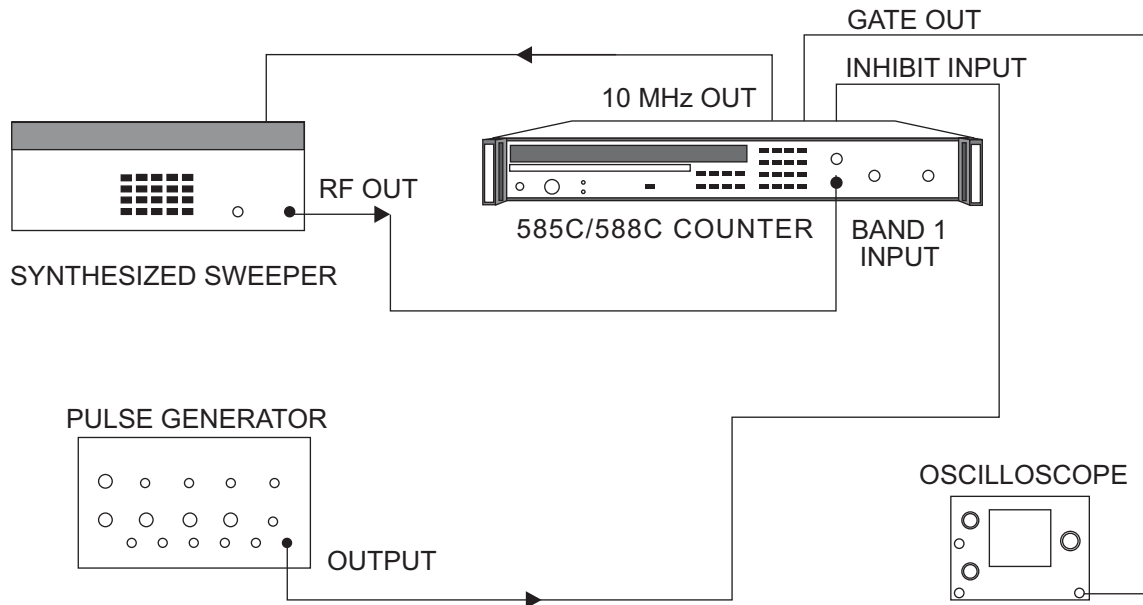 GATE OUT
INHIBIT INPUT
10 MHz OUT
RF OUT
585C/588C COUNTER
BAND 1
INPUT
SYNTHESIZED SWEEPER
PULSE GENERATOR
OUTPUT
OSCILLOSCOPE